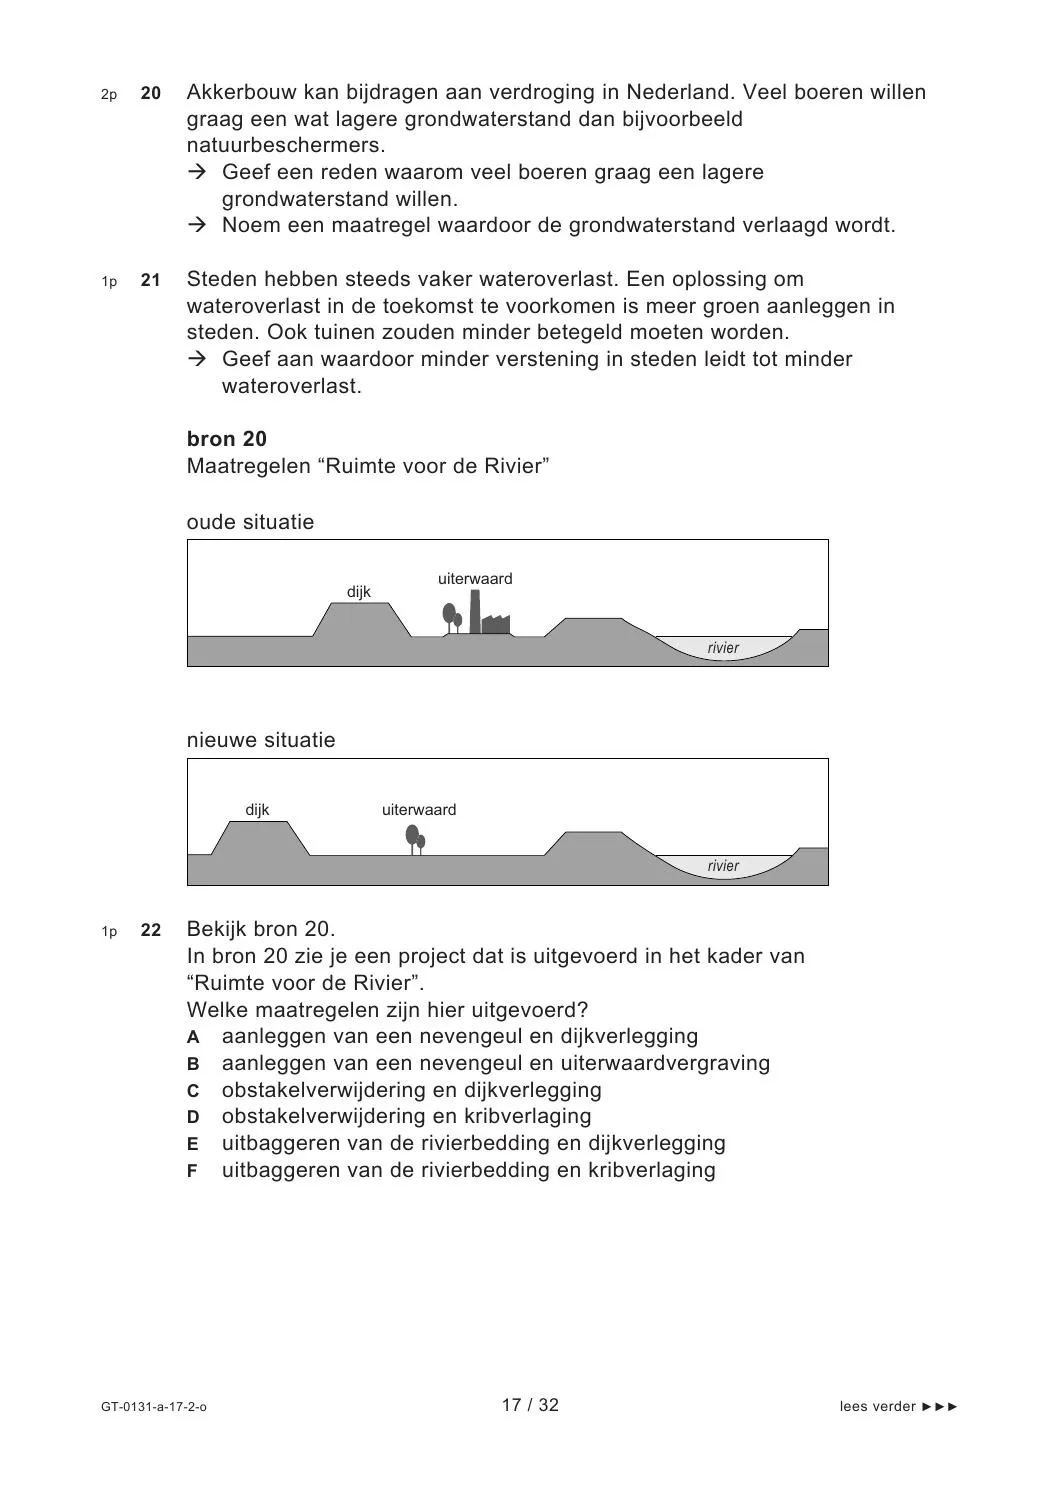 2p 20 Akkerbouw kan bijdragen aan verdroging in Nederland. Veel boeren willen
graag een wat lagere grondwaterstand dan bijvoorbeeld
natuurbeschermers.
→ Geef een reden waarom veel boeren graag een lagere
grondwaterstand willen.
→ Noem een maatregel waardoor de grondwaterstand verlaagd wordt.
1p 21 Steden hebben steeds vaker wateroverlast. Een oplossing om
wateroverlast in de toekomst te voorkomen is meer groen aanleggen in
steden. Ook tuinen zouden minder betegeld moeten worden.
→ Geef aan waardoor minder verstening in steden leidt tot minder
wateroverlast.
bron 20
Maatregelen “Ruimte voor de Rivier”
oude situatie
uiterwaard
dijk
rivier
nieuwe situatie
dijk uiterwaard
rivier
1p 22 Bekijk bron 20.
In bron 20 zie je een project dat is uitgevoerd in het kader van
“Ruimte voor de Rivier”.
Welke maatregelen zijn hier uitgevoerd?
A aanleggen van een nevengeul en dijkverlegging
B aanleggen van een nevengeul en uiterwaardvergraving
C obstakelverwijdering en dijkverlegging
D obstakelverwijdering en kribverlaging
E uitbaggeren van de rivierbedding en dijkverlegging
F uitbaggeren van de rivierbedding en kribverlaging
GT-0131-a-17-2-o 17 / 32 lees verder ►►►